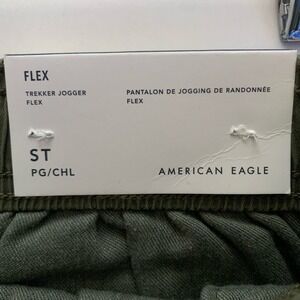 FLEX
TREKKER JOGGER
FLEX
PANTALON DE JOGGING DE RANDONNÉE
FLEX
ST
PG/CHL
AMERICAN EAGLE